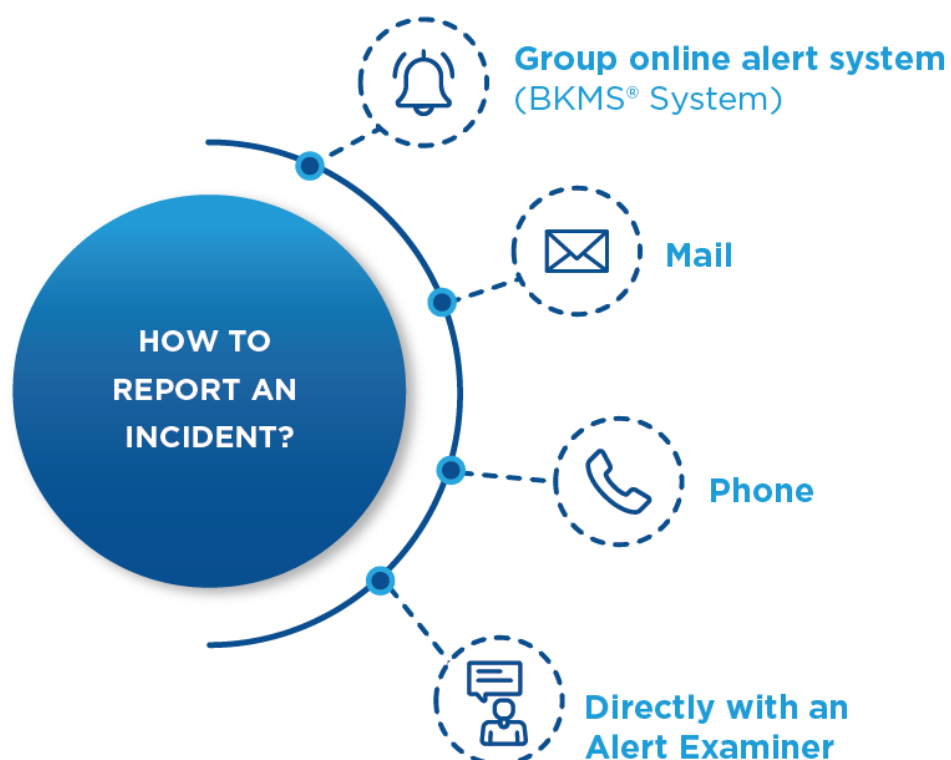 HOW TO
REPORT AN
INCIDENT?
Group online alert system
(BKMS® System)
Mail
Phone
Directly with an
Alert Examiner